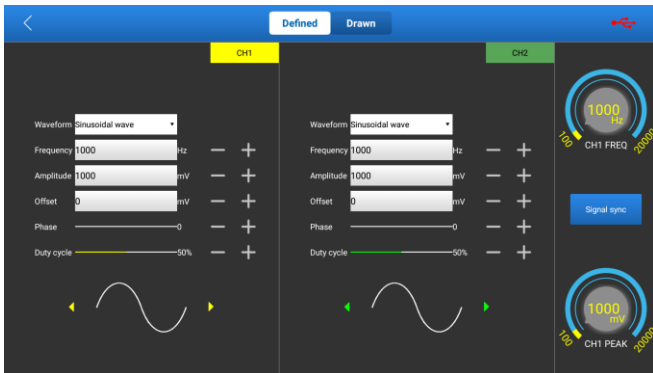 Defined Drawn
CH1
Waveform Sinusoidal wave
Frequency 1000 Hz
Amplitude 1000 mV
Offset 0 mV
Phase 0
Duty cycle 50%
CH2
Waveform Sinusoidal wave
Frequency 1000 Hz
Amplitude 1000 mV
Offset 0 mV
Phase 0
Duty cycle 50%
1000
Hz
100 20000
CH1 FREQ
Signal sync
1000
mV
100 20000
CH1 PEAK